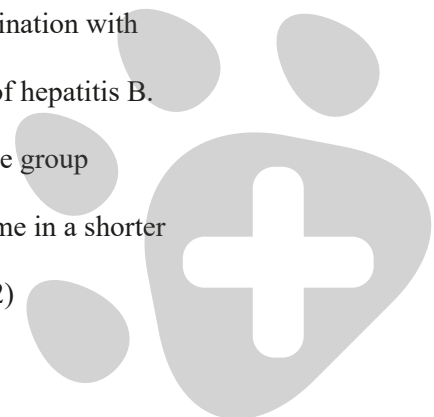 ination with
of hepatitis B.
e group
me in a shorter
2)